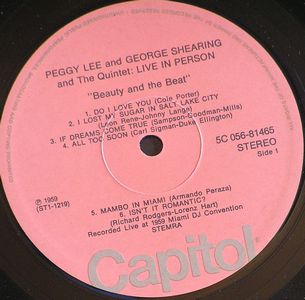 PEGGY LEE and GEORGE SHEARING
and The Quintet: LIVE IN PERSON
"Beauty and the Beat"
1. DO I LOVE YOU (Cole Porter)
2. I LOST MY SUGAR IN SALT LAKE CITY
(Leon Rene-Johnny Lange)
3. IF DREAMS COME TRUE (Sampson-Goodman-Mills)
4. ALL TOO SOON (Carl Sigman-Duke Ellington)
5C 056-81465
STEREO
Side 1
℗ 1959
(ST1-1219)
5. MAMBO IN MIAMI (Armando Peraza)
6. ISN'T IT ROMANTIC?
(Richard Rodgers-Lorenz Hart)
Recorded Live at 1959 Miami DJ Convention
STEMRA
Capitol